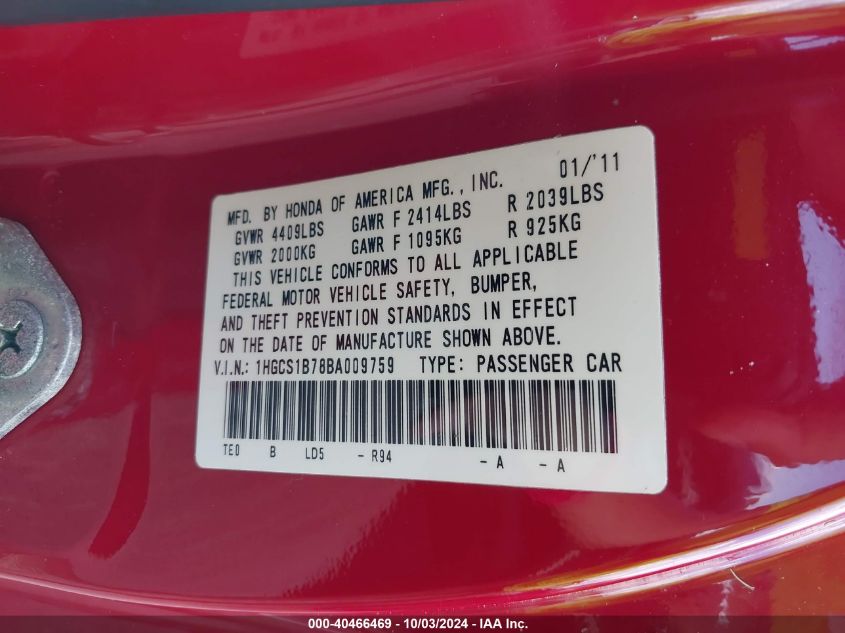 MFD. BY HONDA OF AMERICA MFG., INC. 01/'11
GVWR 4409LBS GAWR F 2414LBS R 2039LBS
GVWR 2000KG GAWR F 1095KG R 925KG
THIS VEHICLE CONFORMS TO ALL APPLICABLE
FEDERAL MOTOR VEHICLE SAFETY, BUMPER,
AND THEFT PREVENTION STANDARDS IN EFFECT
ON THE DATE OF MANUFACTURE SHOWN ABOVE.
V.I.N.: 1HGCS1B78BA009759 TYPE: PASSENGER CAR
TE0 B LD5 - R94 - A - A
000-40466469 - 10/03/2024 - IAA Inc.